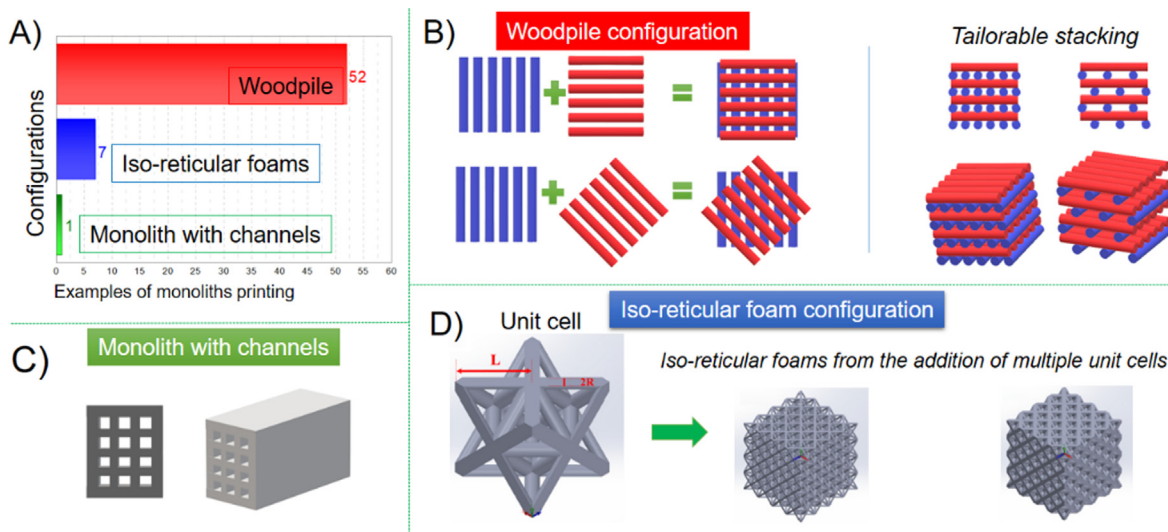 A)
Configurations
Woodpile
52
7
Iso-reticular foams
1
Monolith with channels
0 5 10 15 20 25 30 35 40 45 50 55 60
Examples of monoliths printing
B)
Woodpile configuration
Tailorable stacking
C)
Monolith with channels
D)
Unit cell
Iso-reticular foam configuration
L
2R
Iso-reticular foams from the addition of multiple unit cells